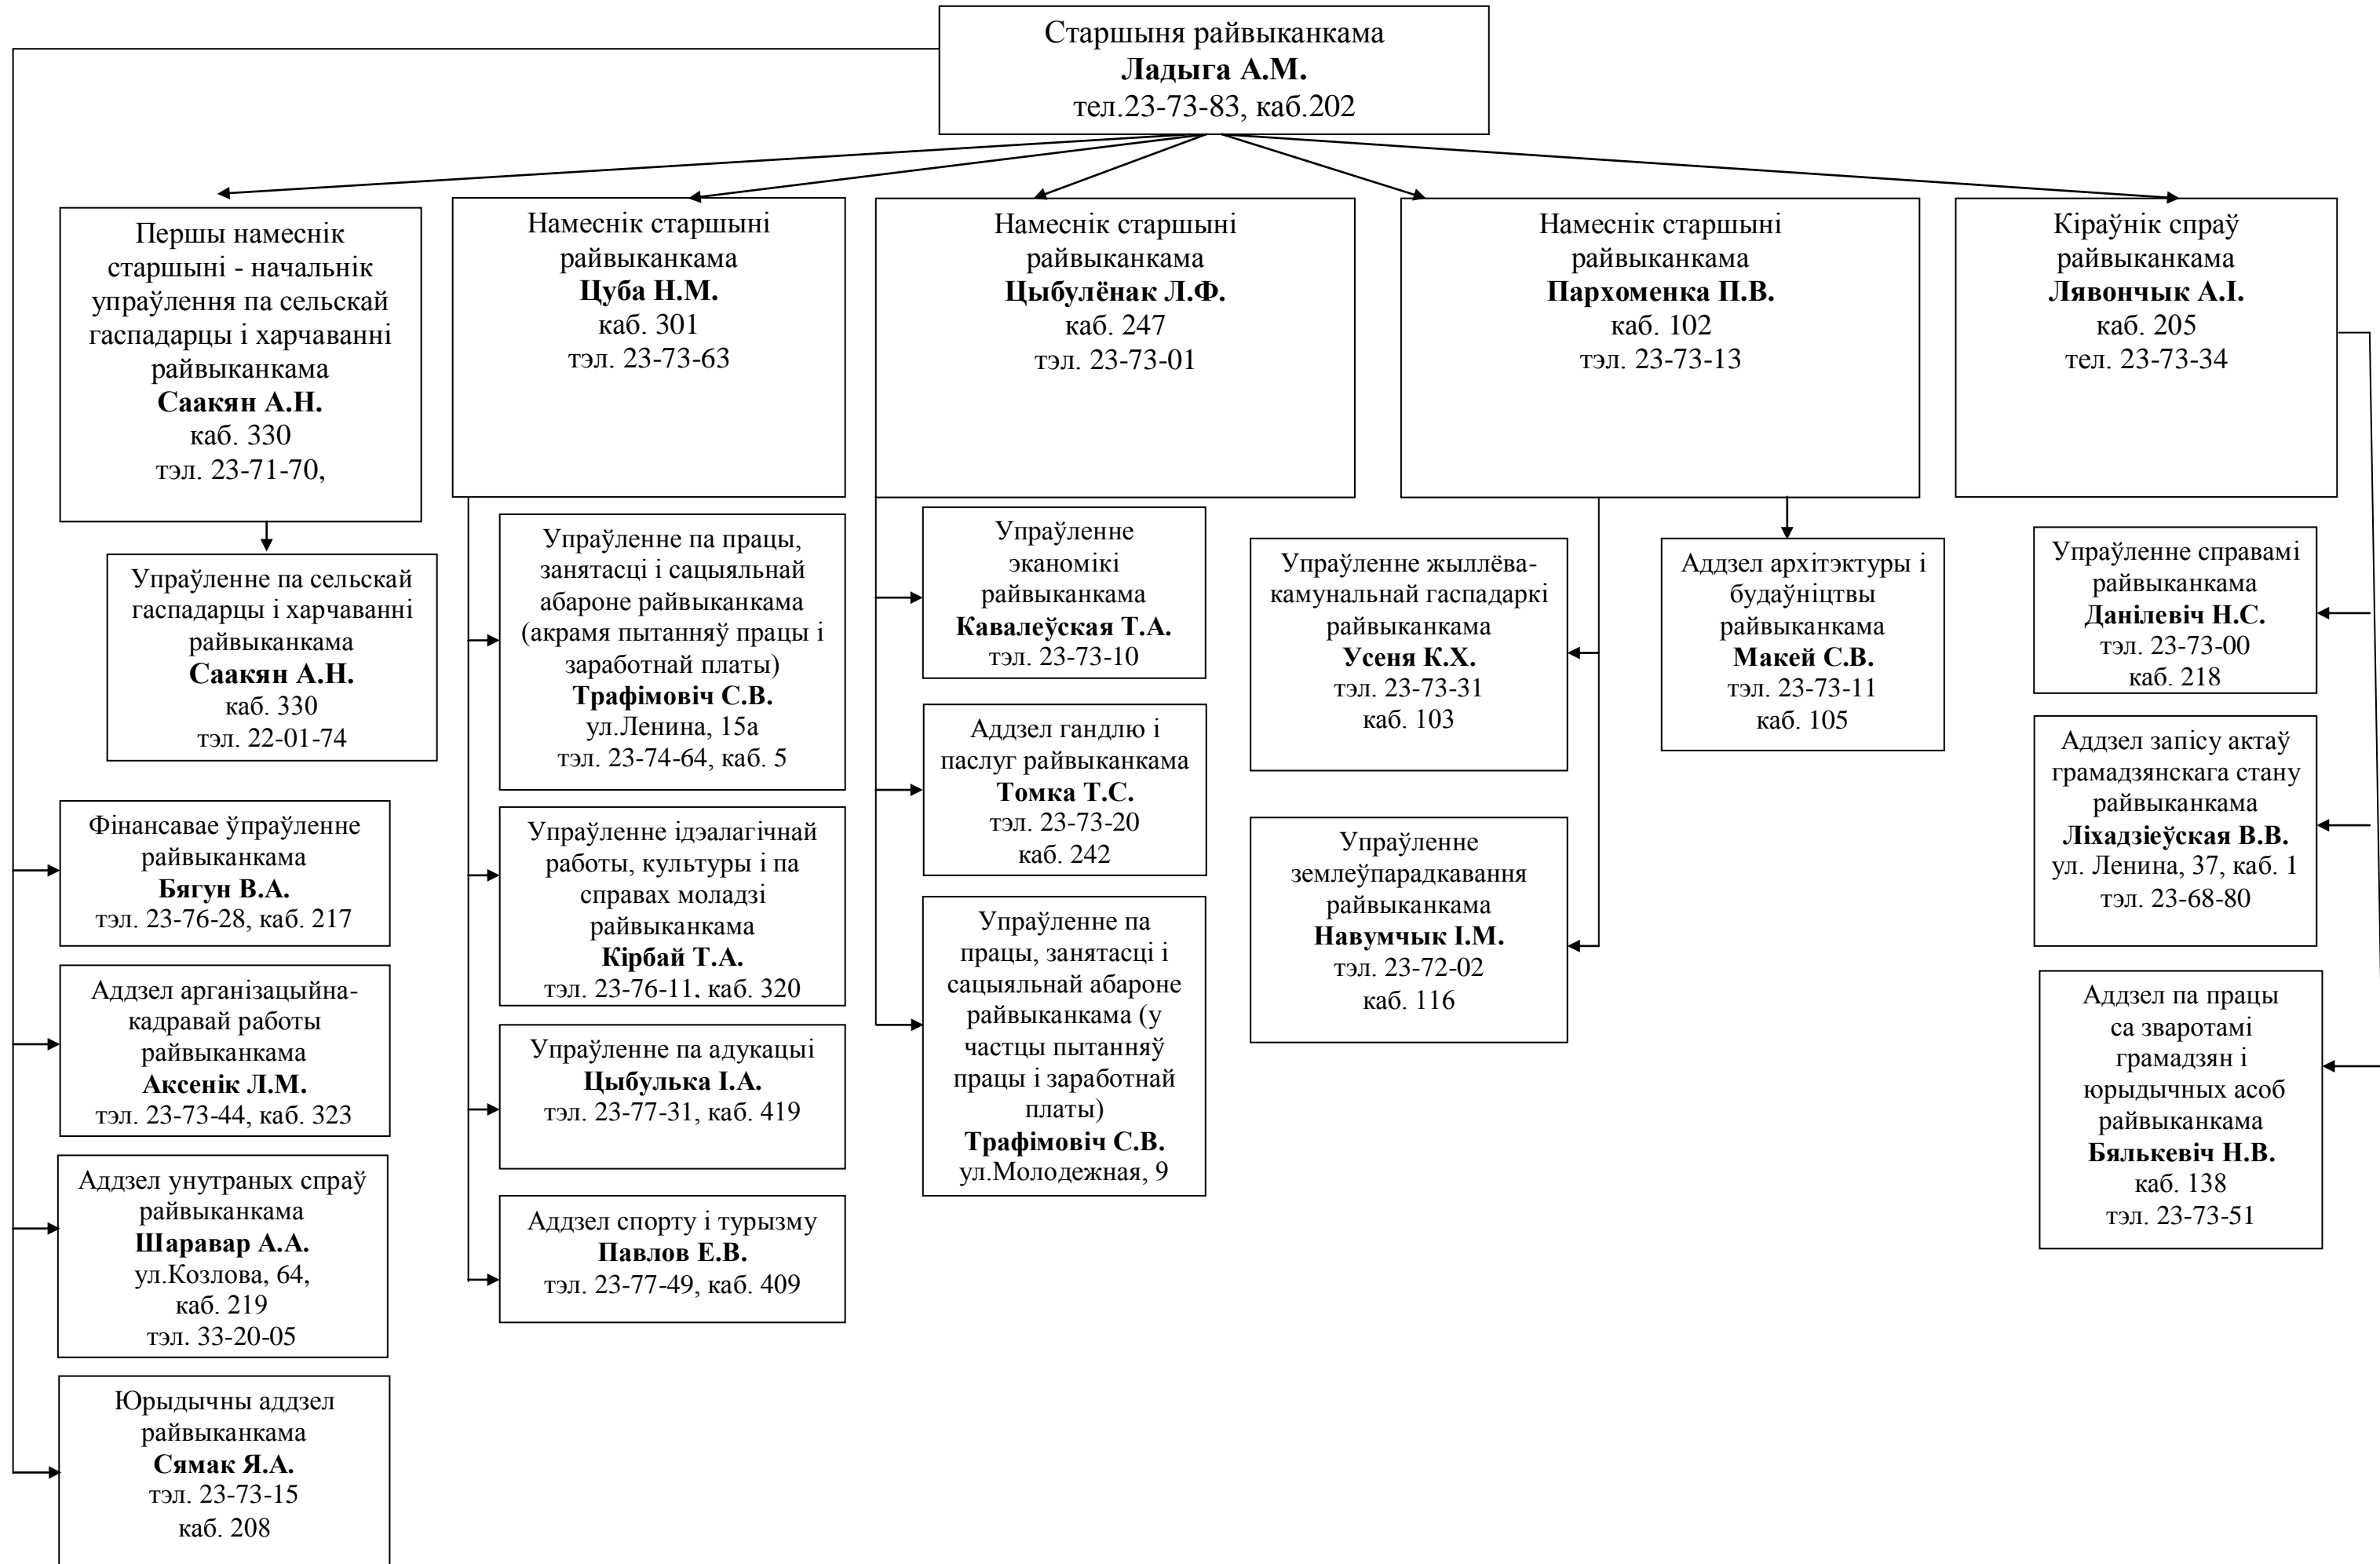 Старшыня райвыканкама
Ладыга А.М.
тел.23-73-83, каб.202
Першы намеснік
старшыні - начальнік
упраўлення па сельскай
гаспадарцы і харчаванні
райвыканкама
Саакян А.Н.
каб. 330
тэл. 23-71-70,
Намеснік старшыні
райвыканкама
Цуба Н.М.
каб. 301
тэл. 23-73-63
Намеснік старшыні
райвыканкама
Цыбулёнак Л.Ф.
каб. 247
тэл. 23-73-01
Намеснік старшыні
райвыканкама
Пархоменка П.В.
каб. 102
тэл. 23-73-13
Кіраўнік спраў
райвыканкама
Лявончык А.І.
каб. 205
тел. 23-73-34
Упраўленне па сельскай
гаспадарцы і харчаванні
райвыканкама
Саакян А.Н.
каб. 330
тэл. 22-01-74
Фінансавае ўпраўленне
райвыканкама
Бягун В.А.
тэл. 23-76-28, каб. 217
Аддзел арганізацыйна-
кадравай работы
райвыканкама
Аксенік Л.М.
тэл. 23-73-44, каб. 323
Аддзел унутраных спраў
райвыканкама
Шаравар А.А.
ул.Козлова, 64,
каб. 219
тэл. 33-20-05
Юрыдычны аддзел
райвыканкама
Сямак Я.А.
тэл. 23-73-15
каб. 208
Упраўленне па працы,
занятасці і сацыяльнай
абароне райвыканкама
(акрамя пытанняў працы і
заработнай платы)
Трафімовіч С.В.
ул.Ленина, 15а
тэл. 23-74-64, каб. 5
Упраўленне ідэалагічнай
работы, культуры і па
справах моладзі
райвыканкама
Кірбай Т.А.
тэл. 23-76-11, каб. 320
Упраўленне па адукацыі
Цыбулька І.А.
тэл. 23-77-31, каб. 419
Аддзел спорту і турызму
Павлов Е.В.
тэл. 23-77-49, каб. 409
Упраўленне
эканомікі
райвыканкама
Кавалеўская Т.А.
тэл. 23-73-10
Аддзел гандлю і
паслуг райвыканкама
Томка Т.С.
тэл. 23-73-20
каб. 242
Упраўленне па
працы, занятасці і
сацыяльнай абароне
райвыканкама (у
частцы пытанняў
працы і заработнай
платы)
Трафімовіч С.В.
ул.Молодежная, 9
Упраўленне жыллёва-
камунальнай гаспадаркі
райвыканкама
Усеня К.Х.
тэл. 23-73-31
каб. 103
Упраўленне
землеўпарадкавання
райвыканкама
Навумчык І.М.
тэл. 23-72-02
каб. 116
Аддзел архітэктуры і
будаўніцтвы
райвыканкама
Макей С.В.
тэл. 23-73-11
каб. 105
Упраўленне справамі
райвыканкама
Данілевіч Н.С.
тэл. 23-73-00
каб. 218
Аддзел запісу актаў
грамадзянскага стану
райвыканкама
Ліхадзіеўская В.В.
ул. Ленина, 37, каб. 1
тэл. 23-68-80
Аддзел па працы
са зваротамі
грамадзян і
юрыдычных асоб
райвыканкама
Бялькевіч Н.В.
каб. 138
тэл. 23-73-51